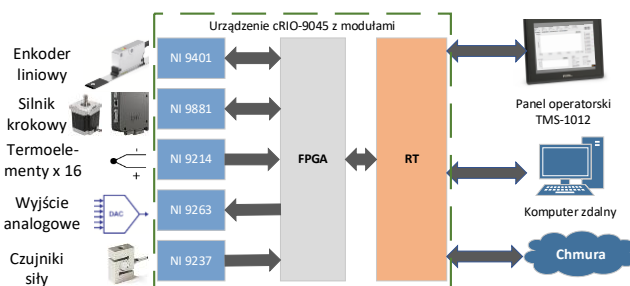 Urządzenie cRIO-9045 z modułami
Enkoder
liniowy
NI 9401
Silnik
krokowy
NI 9881
Termoele-
menty x 16
-
+
NI 9214
Wyjście
analogowe
DAC
NI 9263
Czujniki
siły
NI 9237
FPGA
RT
Panel operatorski
TMS-1012
Komputer zdalny
Chmura